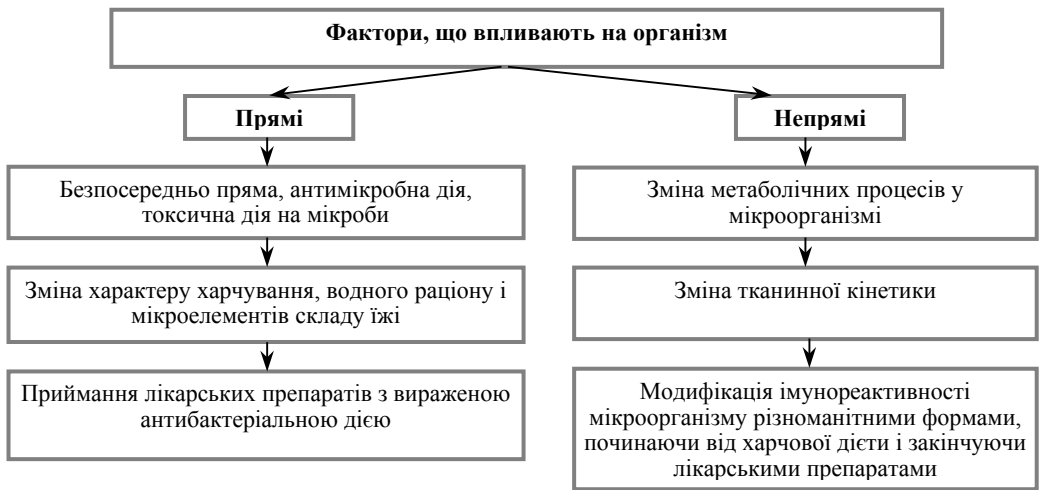 Фактори, що впливають на організм
Прямі
Непрямі
Безпосередньо пряма, антимікробна дія,
токсична дія на мікроби
Зміна метаболічних процесів у
мікроорганізмі
Зміна характеру харчування, водного раціону і
мікроелементів складу їжі
Зміна тканинної кінетики
Приймання лікарських препаратів з вираженою
антибактеріальною дією
Модифікація імунореактивності
мікроорганізму різноманітними формами,
починаючи від харчової дієти і закінчуючи
лікарськими препаратами